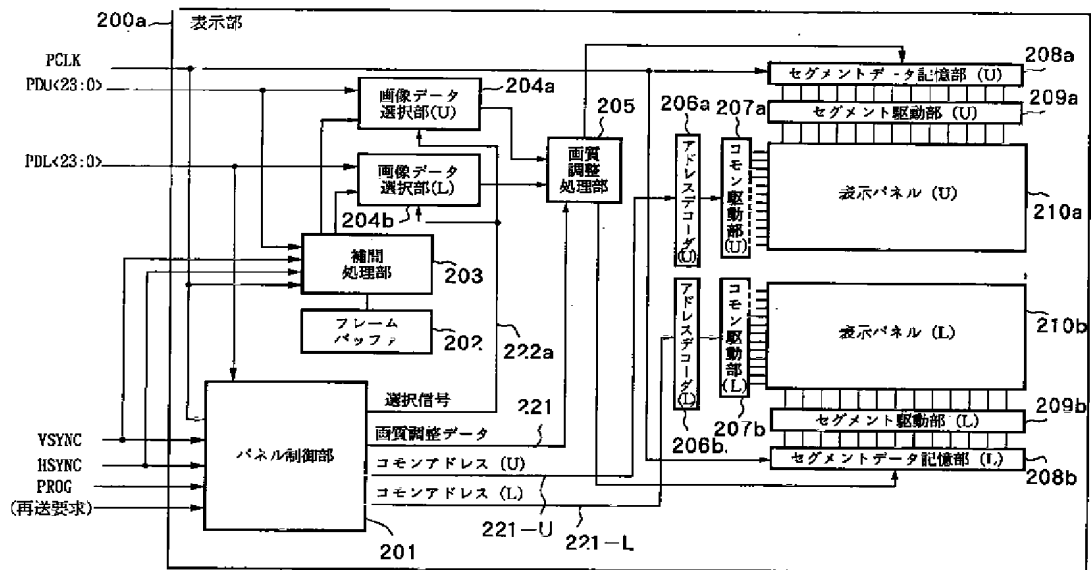 200a
表示部
PCLK
PDU<23:0>
PDL<23:0>
画像データ
選択部(U)
204a
画像データ
選択部(L)
204b
補間
処理部
203
フレーム
バッファ
202
222a
画質
調整
処理部
205
206a
アドレスデコーダ(U)
207a
コモン駆動部(U)
セグメントデータ記憶部 (U)
208a
セグメント駆動部 (U)
209a
表示パネル (U)
210a
アドレスデコーダ(L)
206b
コモン駆動部(L)
207b
表示パネル (L)
210b
セグメント駆動部 (L)
209b
セグメントデータ記憶部 (L)
208b
VSYNC
HSYNC
PROG
(再送要求)
パネル制御部
201
選択信号
221
画質調整データ
コモンアドレス (U)
コモンアドレス (L)
221-U
221-L